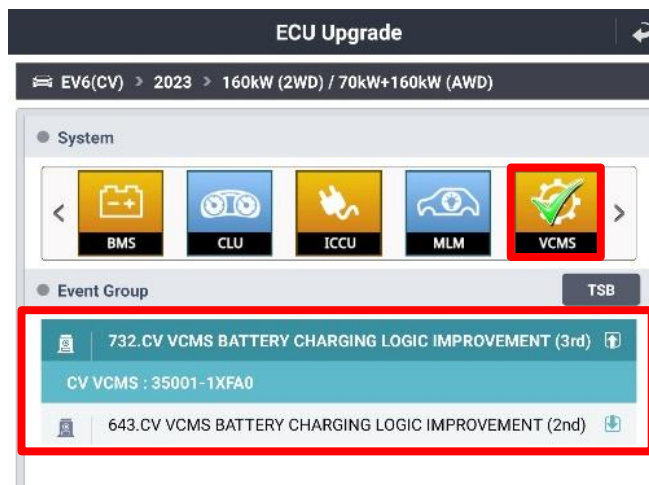 ECU Upgrade
EV6(CV) > 2023 > 160kW (2WD) / 70kW+160kW (AWD)
System
< BMS CLU ICCU MLM VCMS >
Event Group TSB
732.CV VCMS BATTERY CHARGING LOGIC IMPROVEMENT (3rd)
CV VCMS : 35001-1XFA0
643.CV VCMS BATTERY CHARGING LOGIC IMPROVEMENT (2nd)